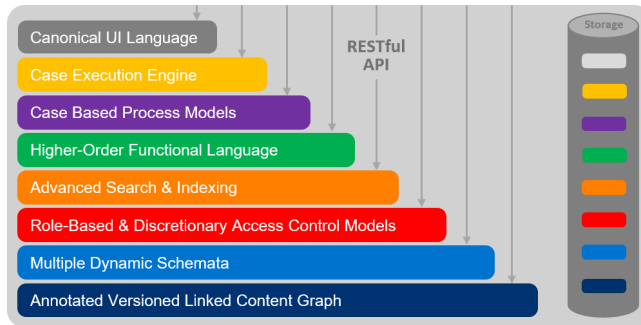 Storage
Canonical UI Language
RESTful
API
Case Execution Engine
Case Based Process Models
Higher-Order Functional Language
Advanced Search & Indexing
Role-Based & Discretionary Access Control Models
Multiple Dynamic Schemata
Annotated Versioned Linked Content Graph